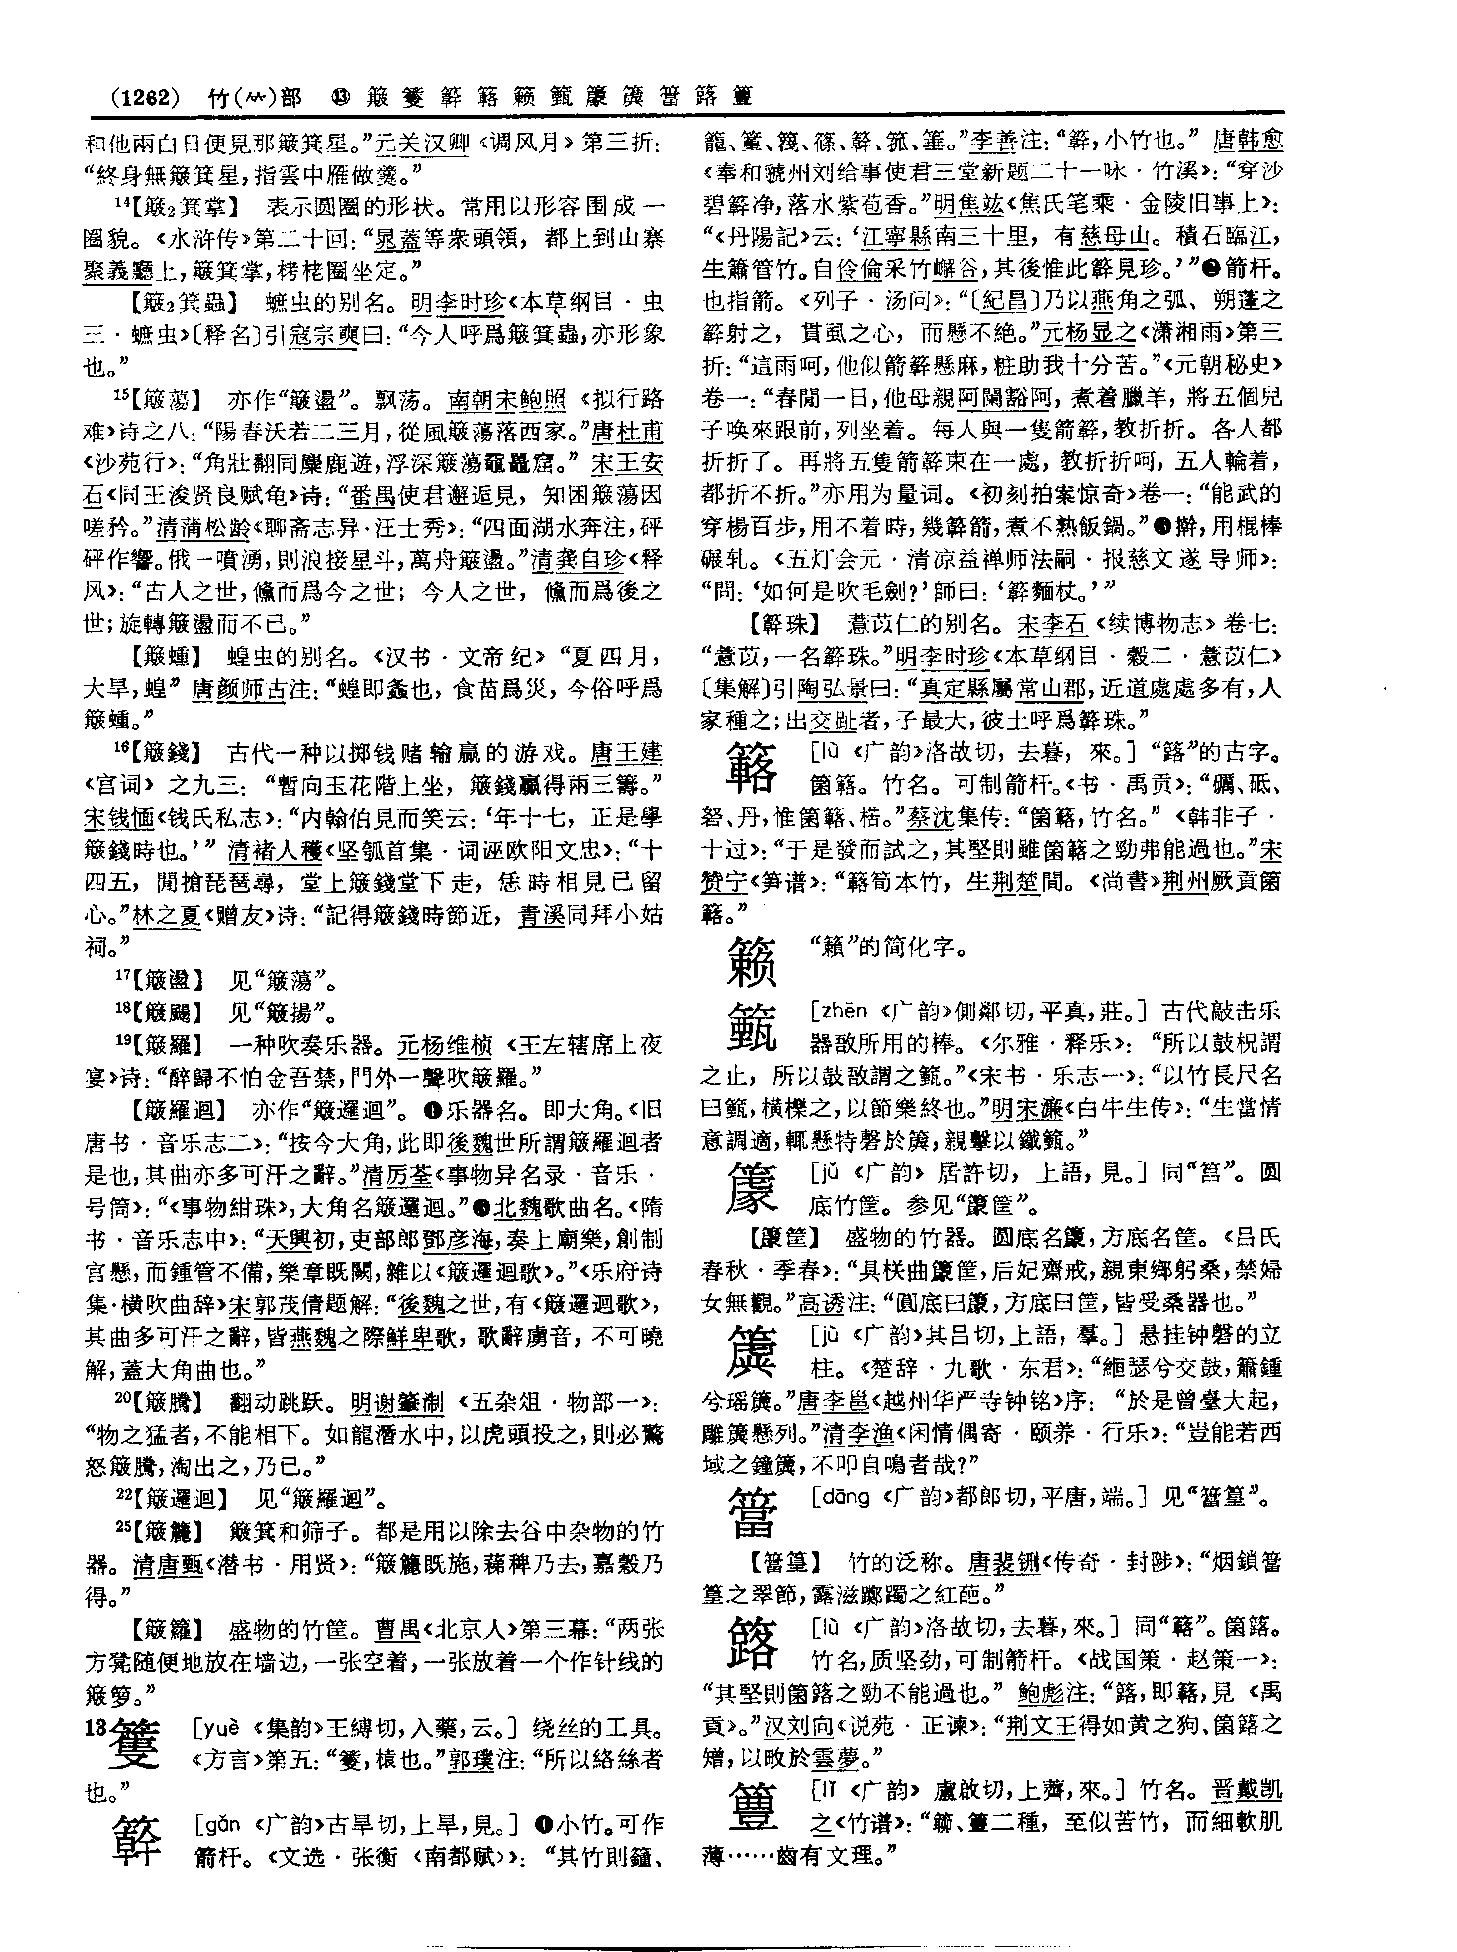 (1262) 竹(⺮)部 ⑬ 簸籆簳簵籁籈簴簋簹簬簦
和他兩白日便見那簸箕星。”元关汉卿《调风月》第三折：
“終身無簸箕星，指雲中雁做羹。”
14【簸₂箕掌】 表示圆圈的形状。常用以形容围成一
圈貌。《水浒传》第二十回：“晁蓋等衆頭領，都上到山寨
聚義廳上，簸箕掌，栲栳圈坐定。”
【簸₂箕蟲】 蟅虫的别名。明李时珍《本草纲目·虫
三·蟅虫》〔释名〕引寇宗奭曰：“今人呼爲簸箕蟲，亦形象
也。”
15【簸蕩】 亦作“簸盪”。飘荡。南朝宋鲍照《拟行路
难》诗之八：“陽春沃若二三月，從風簸蕩落西家。”唐杜甫
《沙苑行》：“角壯翻同麋鹿遊，浮深簸蕩黿鼉窟。”宋王安
石《同王浚贤良赋龟》诗：“番禺使君邂逅見，知困簸蕩因
嗟矜。”清蒲松龄《聊斋志异·汪士秀》：“四面湖水奔注，砰
砰作響。俄一噴湧，則浪接星斗，萬舟簸盪。”清龚自珍《释
风》：“古人之世，儵而爲今之世；今人之世，儵而爲後之
世；旋轉簸盪而不已。”
【簸蝩】 蝗虫的别名。《汉书·文帝纪》“夏四月，
大旱，蝗”唐颜师古注：“蝗即螽也，食苗爲災，今俗呼爲
簸蝩。”
16【簸錢】 古代一种以掷钱赌输赢的游戏。唐王建
《宫词》之九三：“暫向玉花階上坐，簸錢贏得兩三籌。”
宋钱愐《钱氏私志》：“内翰伯見而笑云：‘年十七，正是學
簸錢時也。’”清褚人穫《坚瓠首集·词诬欧阳文忠》：“十
四五，閒搶琵琶尋，堂上簸錢堂下走，恁時相見已留
心。”林之夏《赠友》诗：“記得簸錢時節近，青溪同拜小姑
祠。”
17【簸盪】 见“簸蕩”。
18【簸颺】 见“簸揚”。
19【簸羅】 一种吹奏乐器。元杨维桢《王左辖席上夜
宴》诗：“醉歸不怕金吾禁，門外一聲吹簸羅。”
【簸羅迴】 亦作“簸邏迴”。❶乐器名。即大角。《旧
唐书·音乐志二》：“按今大角，此即後魏世所謂簸羅迴者
是也，其曲亦多可汗之辭。”清厉荃《事物异名录·音乐·
号筒》：“《事物紺珠》，大角名簸邏迴。”❷北魏歌曲名。《隋
书·音乐志中》：“天興初，吏部郎鄧彦海，奏上廟樂，創制
宫懸，而鍾管不備，樂章既闕，雜以《簸邏迴歌》。”《乐府诗
集·横吹曲辞》宋郭茂倩题解：“後魏之世，有《簸邏迴歌》，
其曲多可汗之辭，皆燕魏之際鮮卑歌，歌辭虜音，不可曉
解，蓋大角曲也。”
20【簸騰】 翻动跳跃。明谢肇淛《五杂俎·物部一》：
“物之猛者，不能相下。如龍潛水中，以虎頭投之，則必驚
怒簸騰，淘出之，乃已。”
22【簸邏迴】 见“簸羅迴”。
25【簸籭】 簸箕和筛子。都是用以除去谷中杂物的竹
器。清唐甄《潜书·用贤》：“簸籭既施，稊稗乃去，嘉穀乃
得。”
【簸籮】 盛物的竹筐。曹禺《北京人》第三幕：“两张
方凳随便地放在墙边，一张空着，一张放着一个作针线的
簸箩。”
13籆 [yuè《集韵》王縛切，入藥，云。] 绕丝的工具。
《方言》第五：“籆，榬也。”郭璞注：“所以絡絲者
也。”
簳 [gǎn《广韵》古旱切，上旱，見。] ❶小竹。可作
箭杆。《文选·张衡〈南都赋〉》：“其竹則籦、
籠、䈽、篾、篠、簳、箛、箠。”李善注：“簳，小竹也。”唐韩愈
《奉和虢州刘给事使君三堂新题二十一咏·竹溪》：“穿沙
碧簳净，落水紫苞香。”明焦竑《焦氏笔乘·金陵旧事上》：
“《丹陽記》云：‘江寧縣南三十里，有慈母山。積石臨江，
生簫管竹。自伶倫采竹嶰谷，其後惟此簳見珍。’”❷箭杆。
也指箭。《列子·汤问》：“〔紀昌〕乃以燕角之弧、朔蓬之
簳射之，貫虱之心，而懸不絶。”元杨显之《潇湘雨》第三
折：“這雨呵，他似箭簳懸麻，粧助我十分苦。”《元朝秘史》
卷一：“春閒一日，他母親阿闌豁阿，煮着臘羊，將五個兒
子唤來跟前，列坐着。每人與一隻箭簳，教折折。各人都
折折了。再將五隻箭簳束在一處，教折折呵，五人輪着，
都折不折。”亦用为量词。《初刻拍案惊奇》卷一：“能武的
穿楊百步，用不着時，幾簳箭，煮不熟飯鍋。”❸擀，用棍棒
碾轧。《五灯会元·清凉益禅师法嗣·报慈文遂导师》：
“問：‘如何是吹毛劍？’師曰：‘簳麵杖。’”
【簳珠】 薏苡仁的别名。宋李石《续博物志》卷七：
“薏苡，一名簳珠。”明李时珍《本草纲目·榖二·薏苡仁》
〔集解〕引陶弘景曰：“真定縣屬常山郡，近道處處多有，人
家種之；出交趾者，子最大，彼土呼爲簳珠。”
簵 [lù《广韵》洛故切，去暮，來。] “簬”的古字。
箘簵。竹名。可制箭杆。《书·禹贡》：“礪、砥、
砮、丹，惟箘簵、楛。”蔡沈集传：“箘簵，竹名。”《韩非子·
十过》：“于是發而試之，其堅則雖箘簵之勁弗能過也。”宋
赞宁《笋谱》：“簵筍本竹，生荆楚間。《尚書》荆州厥貢箘
簵。”
籁 “籟”的简化字。
籈 [zhēn《广韵》側鄰切，平真，莊。] 古代敲击乐
器敔所用的棒。《尔雅·释乐》：“所以鼓柷謂
之止，所以鼓敔謂之籈。”《宋书·乐志一》：“以竹長尺名
曰籈，横擽之，以節樂終也。”明宋濂《白牛生传》：“生當情
意調適，輒懸特磬於簴，親擊以鐵籈。”
籧 [jǔ《广韵》居許切，上語，見。] 同“筥”。圆
底竹筐。参见“籧筐”。
【籧筐】 盛物的竹器。圆底名籧，方底名筐。《吕氏
春秋·季春》：“具栚曲籧筐，后妃齋戒，親東鄉躬桑，禁婦
女無觀。”高诱注：“圓底曰籧，方底曰筐，皆受桑器也。”
簴 [jù《广韵》其吕切，上語，羣。] 悬挂钟磬的立
柱。《楚辞·九歌·东君》：“緪瑟兮交鼓，簫鍾
兮瑶簴。”唐李邕《越州华严寺钟铭》序：“於是曾臺大起，
雕簴懸列。”清李渔《闲情偶寄·颐养·行乐》：“豈能若西
域之鐘簴，不叩自鳴者哉？”
簹 [dāng《广韵》都郎切，平唐，端。] 见“簹篁”。
【簹篁】 竹的泛称。唐裴铏《传奇·封陟》：“烟鎖簹
篁之翠節，露滋躑躅之紅葩。”
簬 [lù《广韵》洛故切，去暮，來。] 同“簵”。箘簬。
竹名，质坚劲，可制箭杆。《战国策·赵策一》：
“其堅則箘簬之勁不能過也。”鲍彪注：“簬，即簵，見《禹
貢》。”汉刘向《说苑·正谏》：“荆文王得如黄之狗、箘簬之
矰，以畋於雲夢。”
䉫 [lǐ《广韵》盧啟切，上薺，來。] 竹名。晋戴凯
之《竹谱》：“䉫二種，至似苦竹，而細軟肌
薄……䈏有文理。”